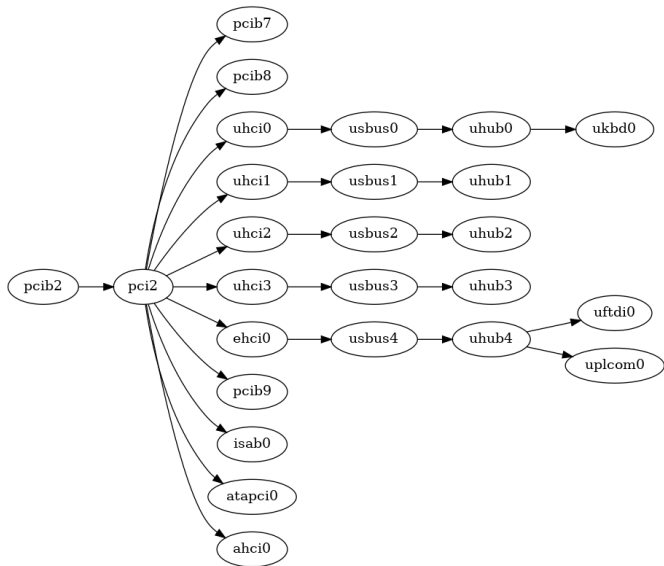 pcib7
pcib8
uhci0 usbus0 uhub0 ukbd0
uhci1 usbus1 uhub1
uhci2 usbus2 uhub2
pcib2 pci2 uhci3 usbus3 uhub3
uftdi0
ehci0 usbus4 uhub4
uplcom0
pcib9
isab0
atapci0
ahci0